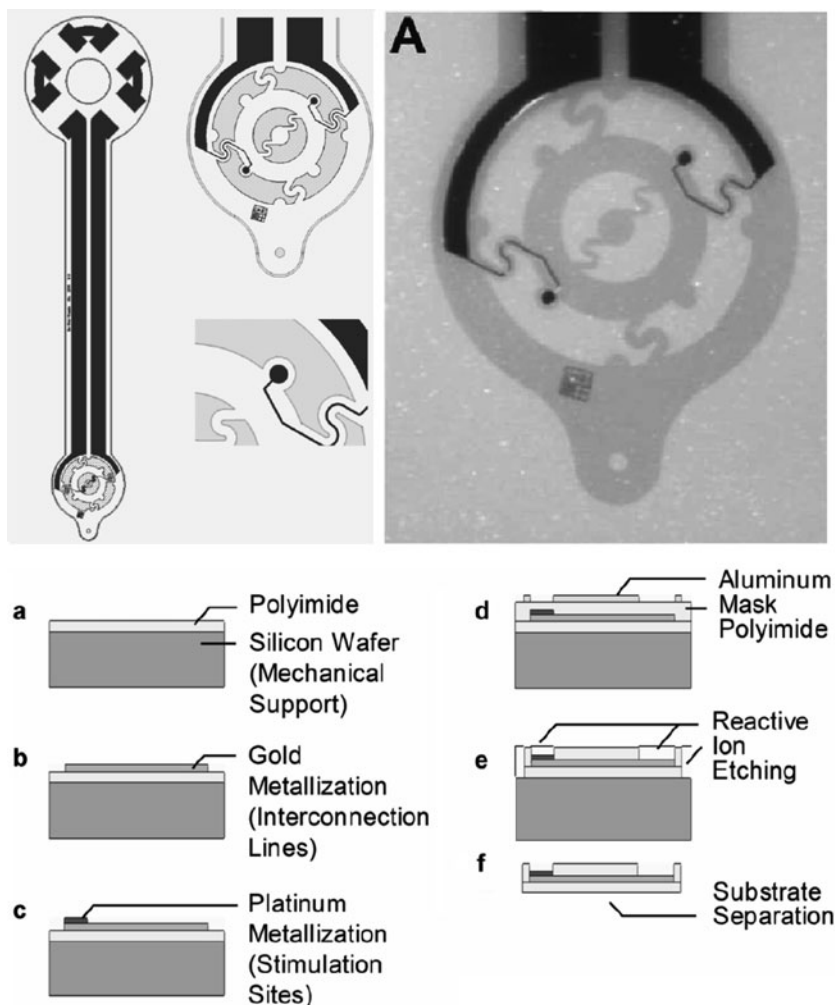 A
a
Polyimide
Silicon Wafer
(Mechanical
Support)
b
Gold
Metallization
(Interconnection
Lines)
c
Platinum
Metallization
(Stimulation
Sites)
d
Aluminum
Mask
Polyimide
e
Reactive
Ion
Etching
f
Substrate
Separation